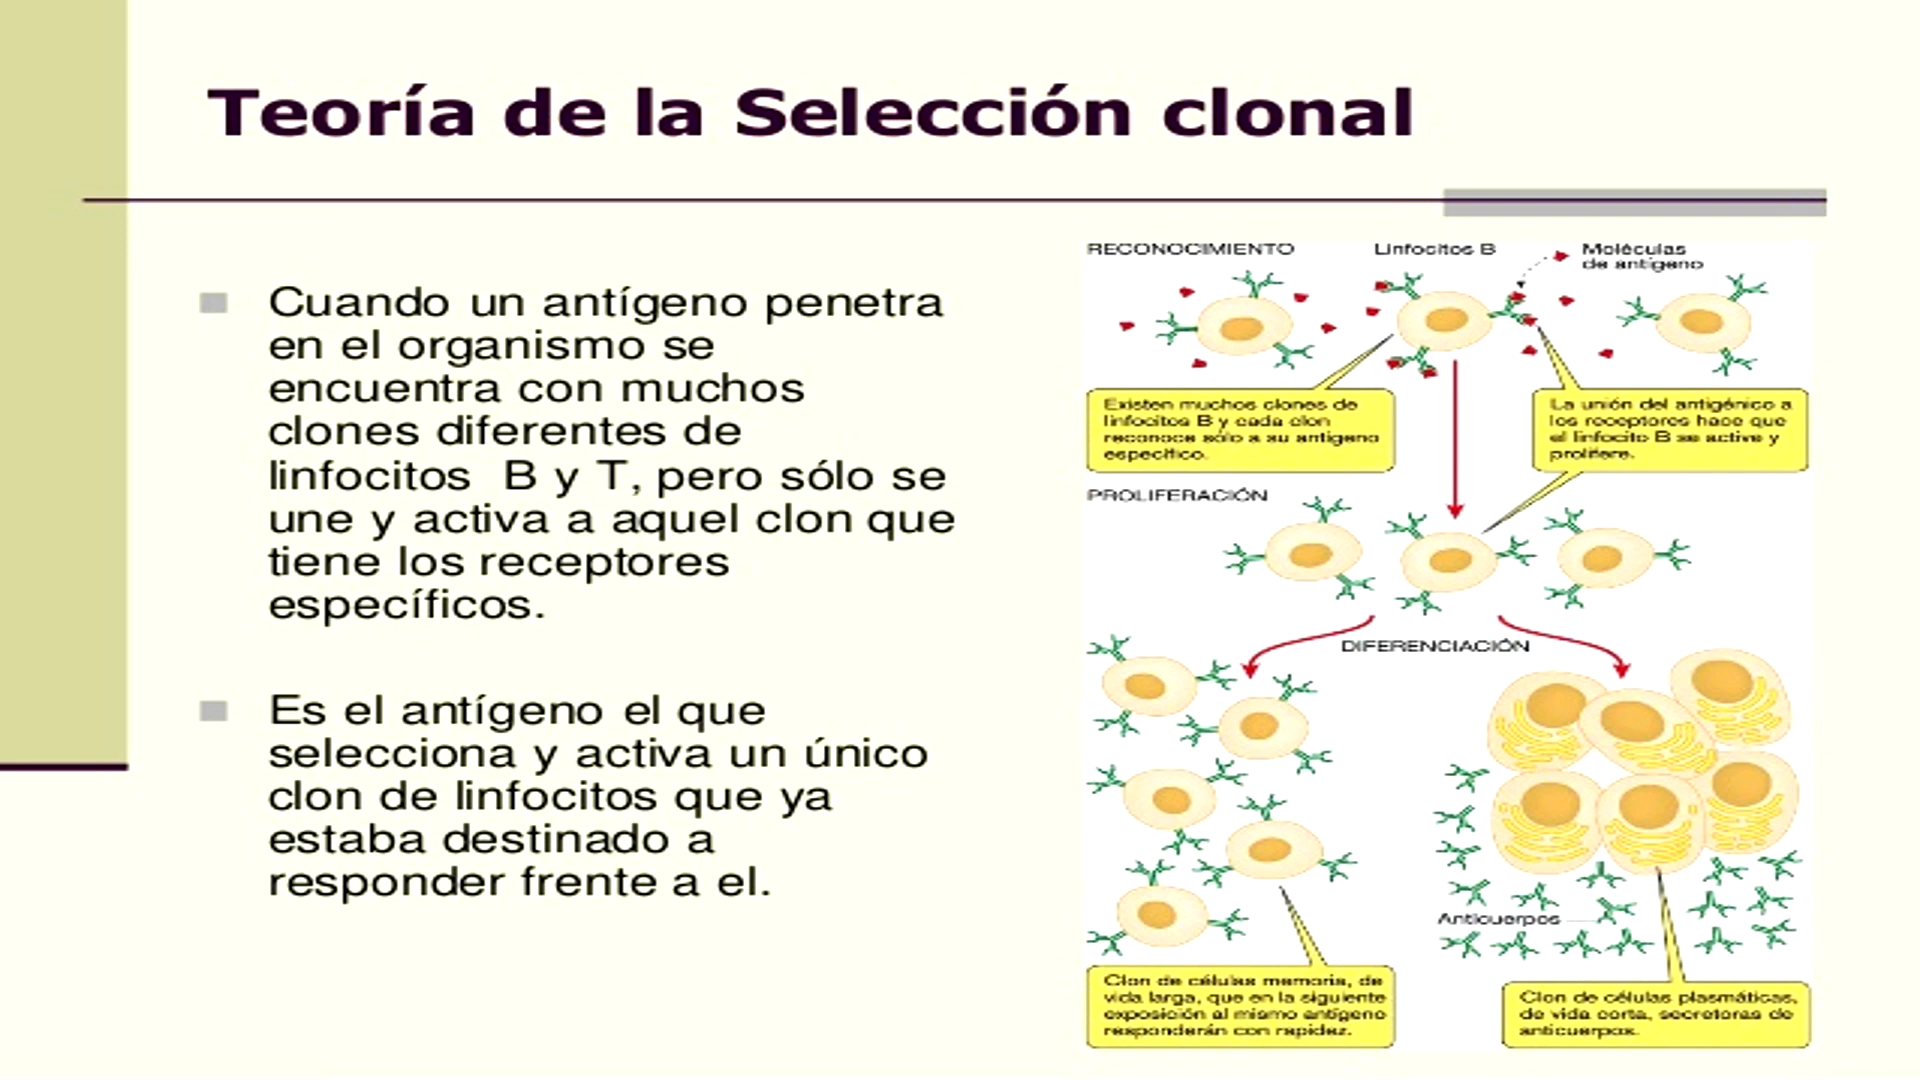 Teoría de la Selección clonal
Cuando un antígeno penetra
en el organismo se
encuentra con muchos
clones diferentes de
linfocitos B y T, pero sólo se
une y activa a aquel clon que
tiene los receptores
específicos.
Es el antígeno el que
selecciona y activa un único
clon de linfocitos que ya
estaba destinado a
responder frente a el.
RECONOCIMIENTO
Linfocitos B
Moléculas
de antígeno
Existen muchos clones de
linfocitos B y cada clon
reconoce sólo a su antígeno
específico.
La unión del antigénico a
los receptores hace que
el linfocito B se active y
prolifere.
PROLIFERACIÓN
DIFERENCIACIÓN
Anticuerpos
Clon de células memoria, de
vida larga, que en la siguiente
exposición al mismo antígeno
responderán con rapidez.
Clon de células plasmáticas,
de vida corta, secretoras de
anticuerpos.